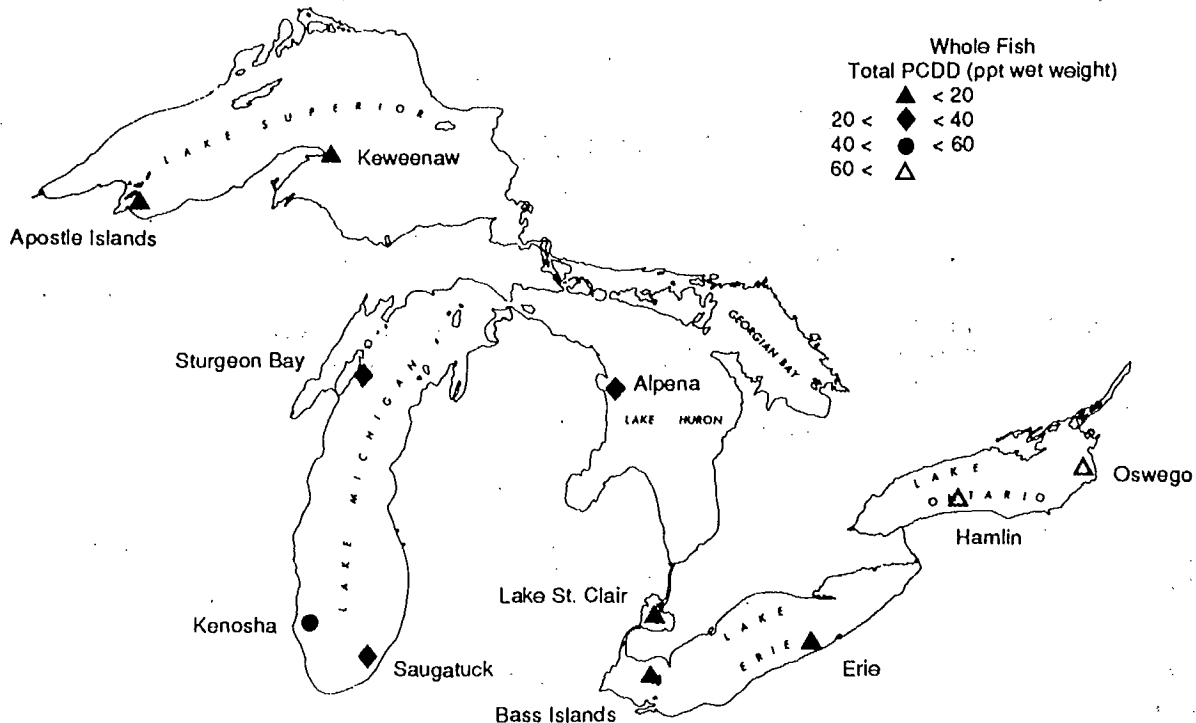 Whole Fish
Total PCDD (ppt wet weight)
▲ < 20
20 < ◆ < 40
40 < ● < 60
60 < △
LAKE SUPERIOR
Keweenaw
Apostle Islands
GEORGIAN BAY
Sturgeon Bay
LAKE MICHIGAN
Alpena
LAKE HURON
Oswego
LAKE
ONTARIO
Hamlin
Lake St. Clair
Kenosha
LAKE
ERIE
Saugatuck
Erie
Bass Islands